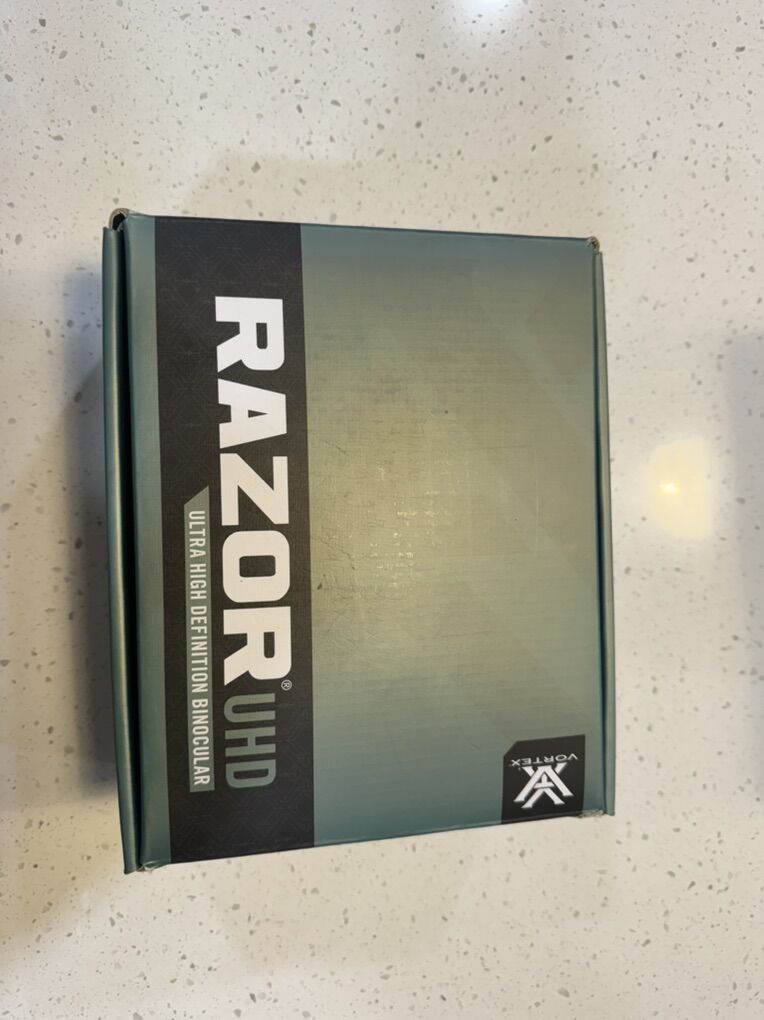 RAZOR® UHD
ULTRA HIGH DEFINITION BINOCULAR
VORTEX